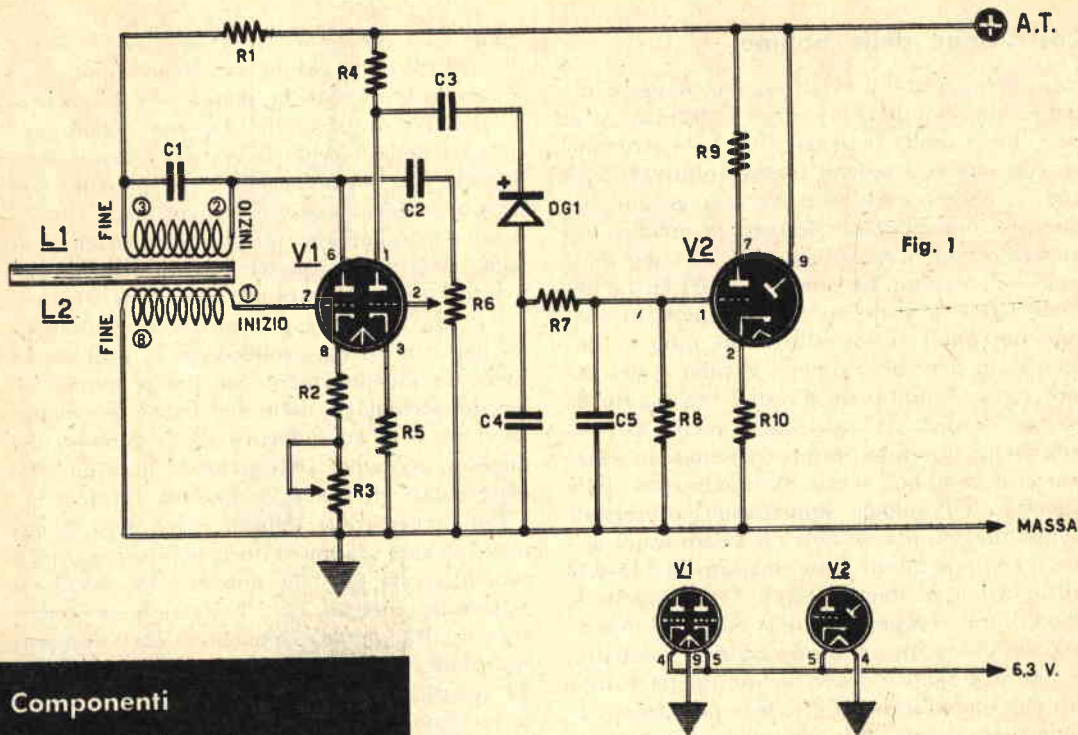 A.T.
R1
R4
C3
R9
C1
C2
DG1
FINE
3
2
INIZIO
L1
V1
6
1
V2
7
9
Fig. 1
L2
7
2
R6
1
INIZIO
R7
1
FINE
8
8
3
2
R2
R5
C4
C5
R8
R10
R3
MASSA
V1
V2
4
9
5
5
4
6,3 V.
Componenti